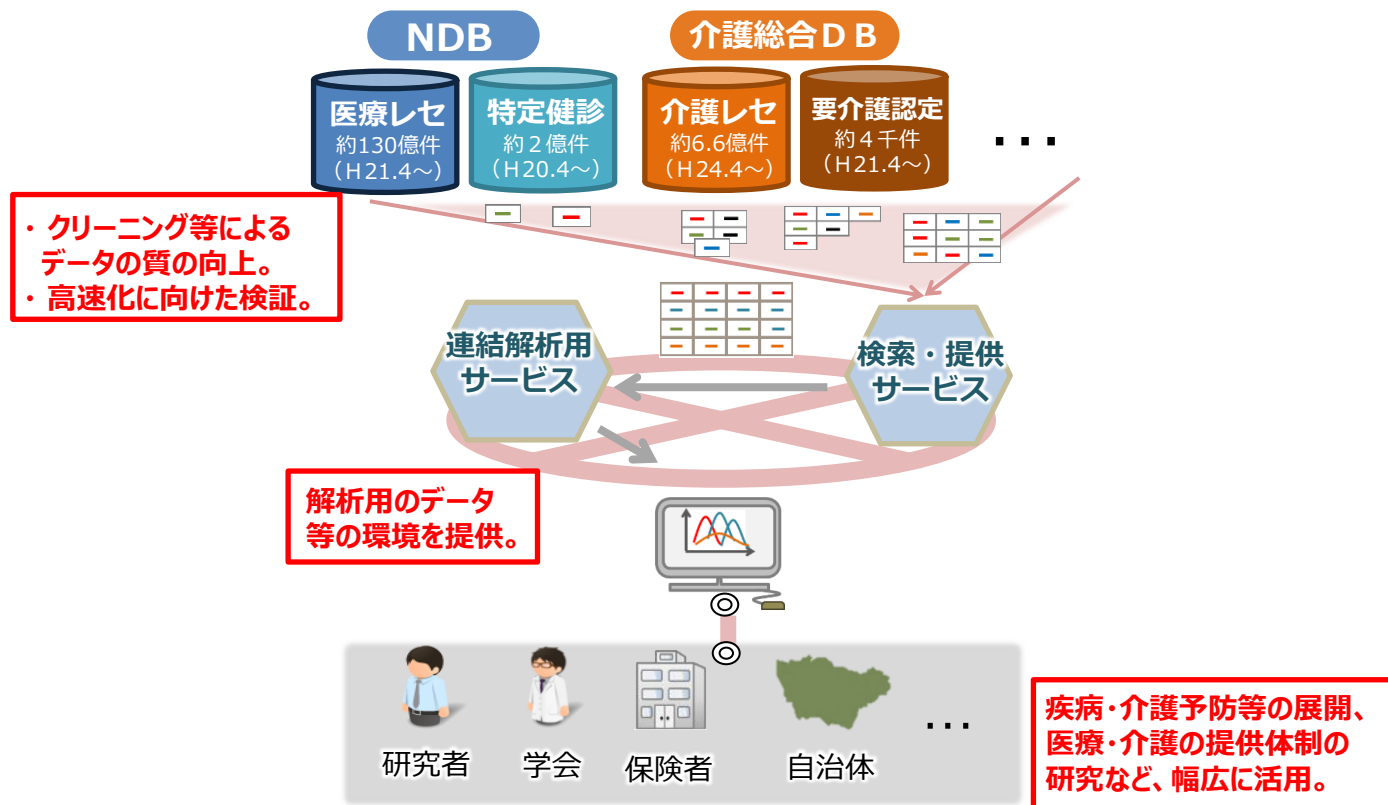 NDB
介護総合ＤＢ
医療レセ
約130億件
（Ｈ21.4～）
特定健診
約２億件
（Ｈ20.4～）
介護レセ
約6.6億件
（Ｈ24.4～）
要介護認定
約４千件
（Ｈ21.4～）
・・・
・ クリーニング等による
データの質の向上。
・ 高速化に向けた検証。
連結解析用
サービス
検索・提供
サービス
解析用のデータ
等の環境を提供。
研究者
学会
保険者
自治体
…
疾病・介護予防等の展開、
医療・介護の提供体制の
研究など、幅広に活用。